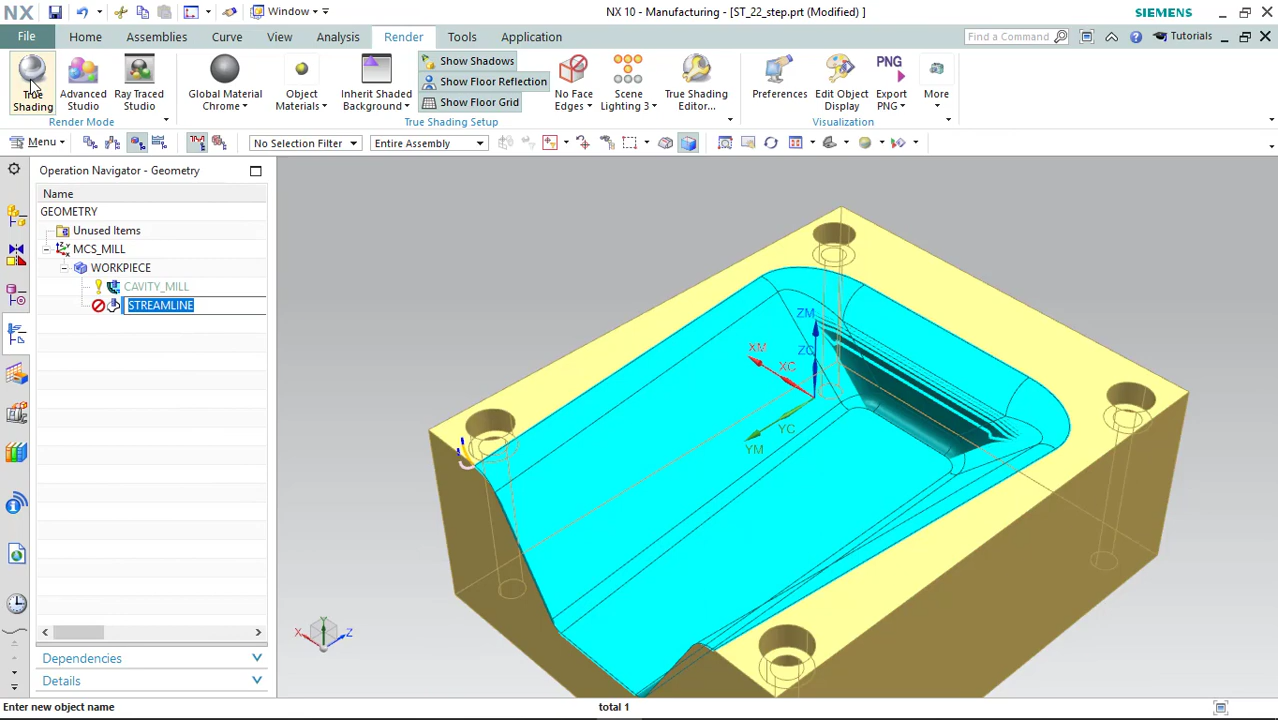 NX
Window
NX 10 - Manufacturing - [ST_22_step.prt (Modified) ]
SIEMENS
File
Home
Assemblies
Curve
View
Analysis
Render
Tools
Application
Find a Command
Tutorials
True Shading
Advanced Studio
Ray Traced Studio
Render Mode
Global Material Chrome
Object Materials
Inherit Shaded Background
Show Shadows
Show Floor Reflection
Show Floor Grid
No Face Edges
Scene Lighting 3
True Shading Editor...
True Shading Setup
Preferences
Edit Object Display
PNG
Export PNG
More
Visualization
Menu
No Selection Filter
Entire Assembly
Operation Navigator - Geometry
Name
GEOMETRY
Unused Items
MCS_MILL
WORKPIECE
CAVITY_MILL
STREAMLINE
ZM
XM
ZC
XC
YC
YM
Y
X
Z
Dependencies
Details
Enter new object name
total 1